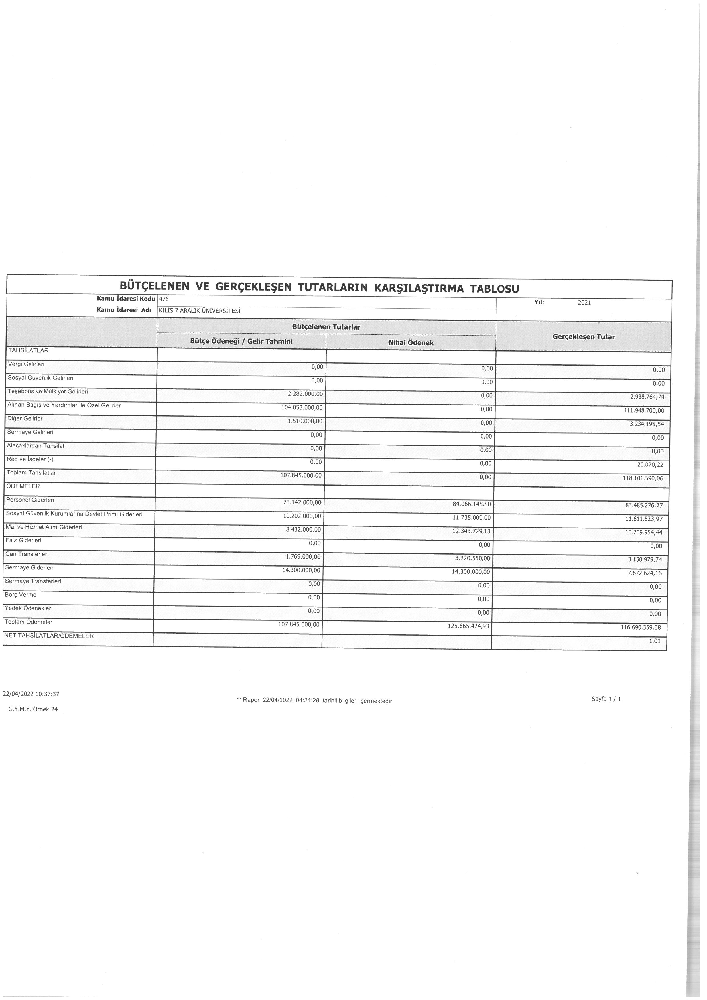 BÜTÇELENEN VE GERÇEKLEŞEN TUTARLARIN KARŞILAŞTIRMA TABLOSU
Kamu İdaresi Kodu 476 Yıl: 2021
Kamu İdaresi Adı KİLİS 7 ARALIK ÜNİVERSİTESİ
Bütçelenen Tutarlar
Gerçekleşen Tutar
Bütçe Ödeneği / Gelir Tahmini Nihai Ödenek
TAHSİLATLAR
Vergi Gelirleri 0,00 0,00 0,00
Sosyal Güvenlik Gelirleri 0,00 0,00 0,00
Teşebbüs ve Mülkiyet Gelirleri 2.282.000,00 0,00 2.938.764,74
Alınan Bağış ve Yardımlar İle Özel Gelirler 104.053.000,00 0,00 111.948.700,00
Diğer Gelirler 1.510.000,00 0,00 3.234.195,54
Sermaye Gelirleri 0,00 0,00 0,00
Alacaklardan Tahsilat 0,00 0,00 0,00
Red ve İadeler (-) 0,00 0,00 20.070,22
Toplam Tahsilatlar 107.845.000,00 0,00 118.101.590,06
ÖDEMELER
Personel Giderleri 73.142.000,00 84.066.145,80 83.485.276,77
Sosyal Güvenlik Kurumlarına Devlet Primi Giderleri 10.202.000,00 11.735.000,00 11.611.523,97
Mal ve Hizmet Alım Giderleri 8.432.000,00 12.343.729,13 10.769.954,44
Faiz Giderleri 0,00 0,00 0,00
Cari Transferler 1.769.000,00 3.220.550,00 3.150.979,74
Sermaye Giderleri 14.300.000,00 14.300.000,00 7.672.624,16
Sermaye Transferleri 0,00 0,00 0,00
Borç Verme 0,00 0,00 0,00
Yedek Ödenekler 0,00 0,00 0,00
Toplam Ödemeler 107.845.000,00 125.665.424,93 116.690.359,08
NET TAHSİLATLAR/ÖDEMELER 1,01
22/04/2022 10:37:37
** Rapor 22/04/2022 04:24:28 tarihli bilgileri içermektedir
Sayfa 1 / 1
G.Y.M.Y. Örnek:24